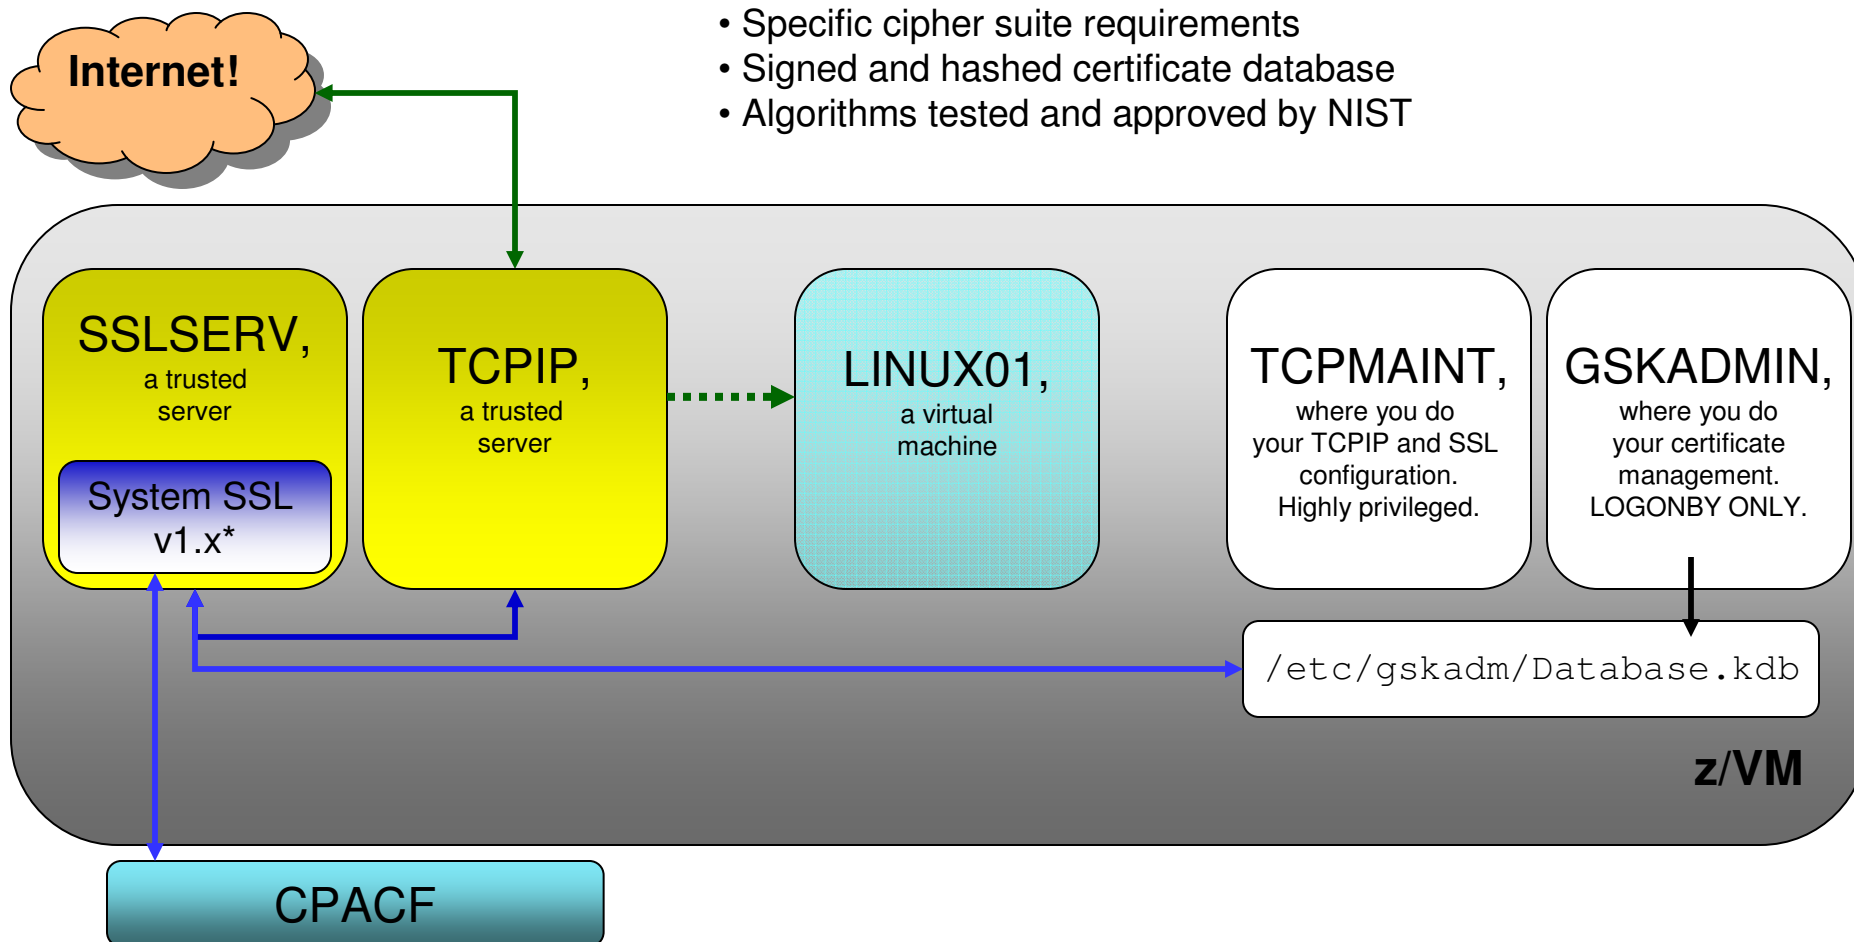 • Specific cipher suite requirements
• Signed and hashed certificate database
• Algorithms tested and approved by NIST
Internet!
SSLSERV,
a trusted
server
System SSL
v1.x*
TCPIP,
a trusted
server
LINUX01,
a virtual
machine
TCPMAINT,
where you do
your TCPIP and SSL
configuration.
Highly privileged.
GSKADMIN,
where you do
your certificate
management.
LOGONBY ONLY.
/etc/gskadm/Database.kdb
z/VM
CPACF